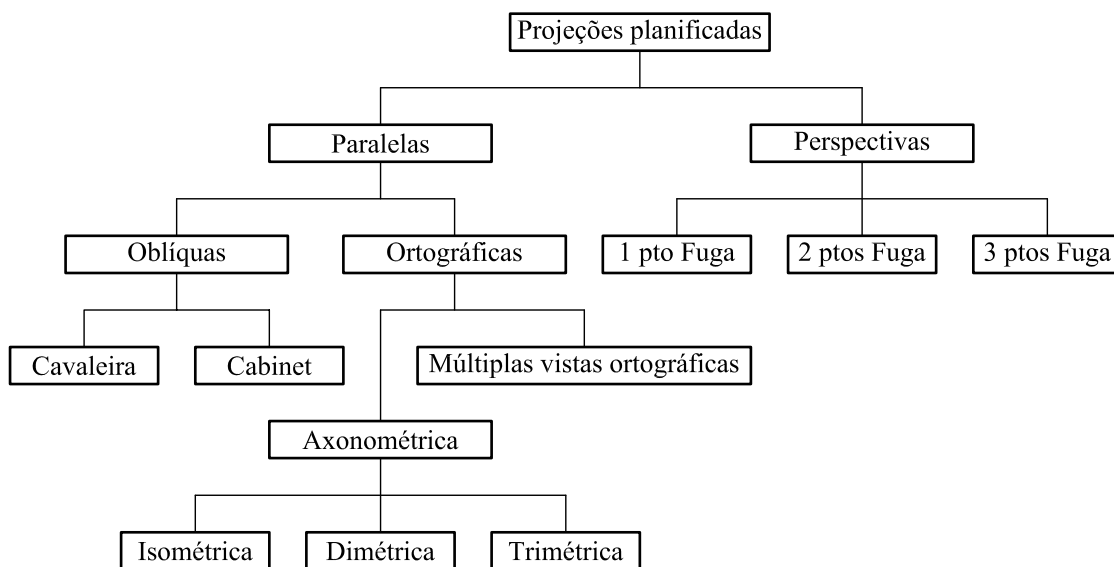 Projeções planificadas
Paralelas
Perspectivas
Oblíquas
Ortográficas
1 pto Fuga
2 ptos Fuga
3 ptos Fuga
Cavaleira
Cabinet
Múltiplas vistas ortográficas
Axonométrica
Isométrica
Dimétrica
Trimétrica